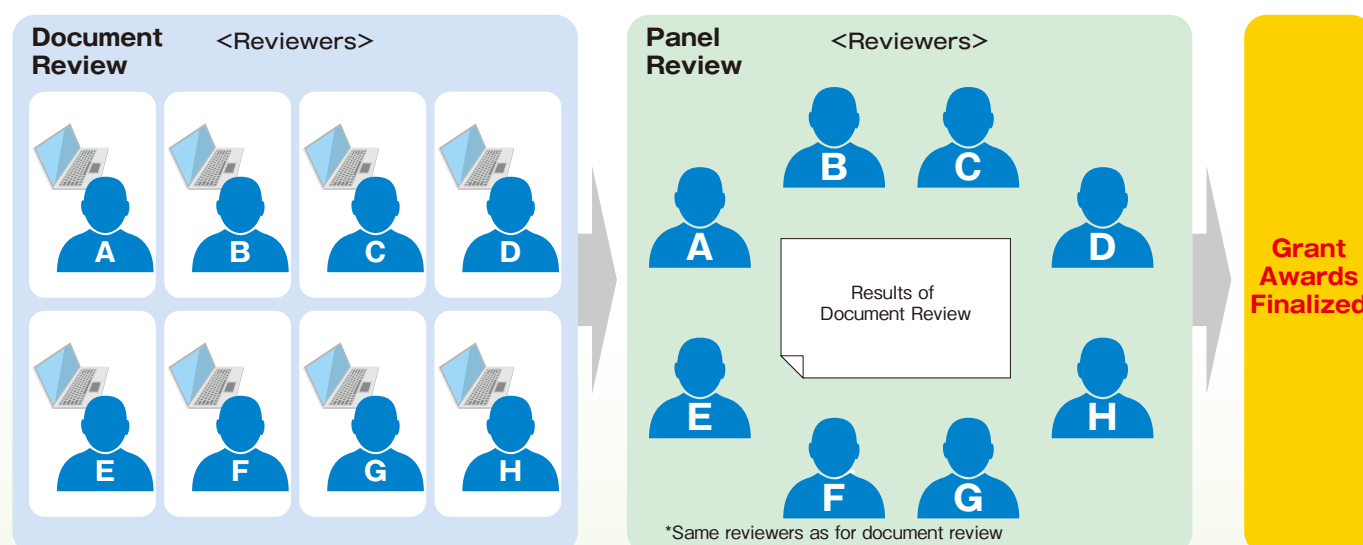 Document
Review
<Reviewers>
A
B
C
D
E
F
G
H
Panel
Review
<Reviewers>
B
C
A
D
Results of
Document Review
E
H
F
G
*Same reviewers as for document review
Grant
Awards
Finalized